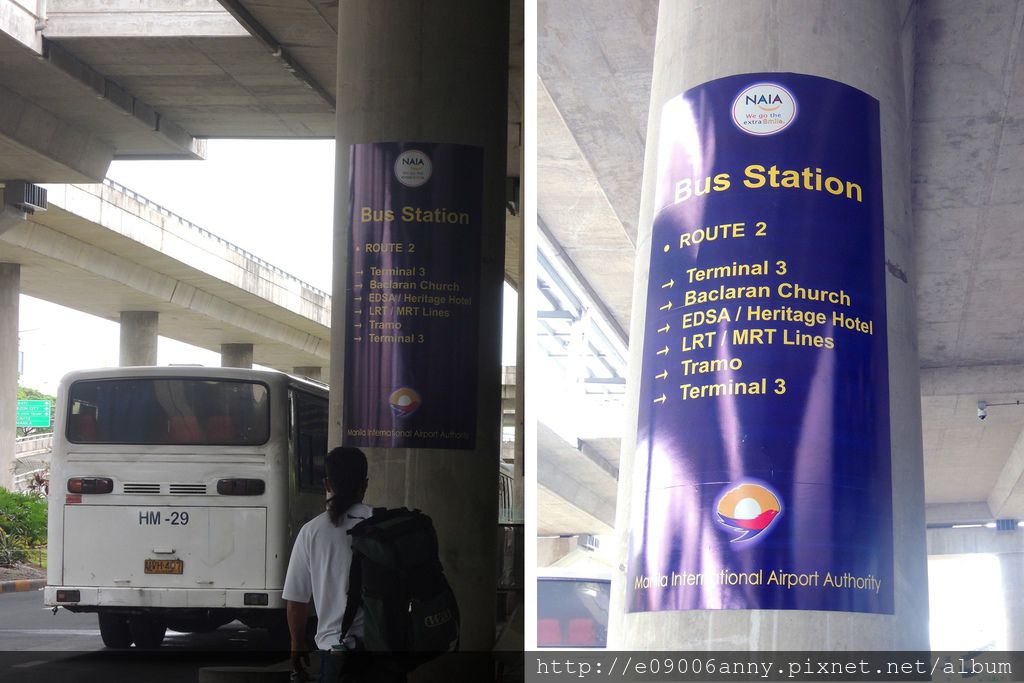 NAIA
Bus Station
• ROUTE 2
→ Terminal 3
→ Baclaran Church
→ EDSA / Heritage Hotel
→ LRT / MRT Lines
→ Tramo
→ Terminal 3
Manila International Airport Authority
HM - 29
NAIA
We go the
extra Smile.
Bus Station
• ROUTE 2
→ Terminal 3
→ Baclaran Church
→ EDSA / Heritage Hotel
→ LRT / MRT Lines
→ Tramo
→ Terminal 3
Manila International Airport Authority
http://e09006anny.pixnet.net/album